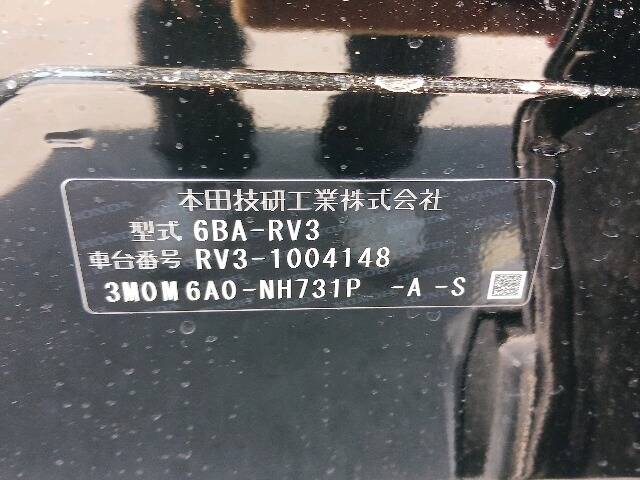 本田技研工業株式会社
型式 6BA-RV3
車台番号 RV3-1004148
3M0M6A0-NH731P -A -S